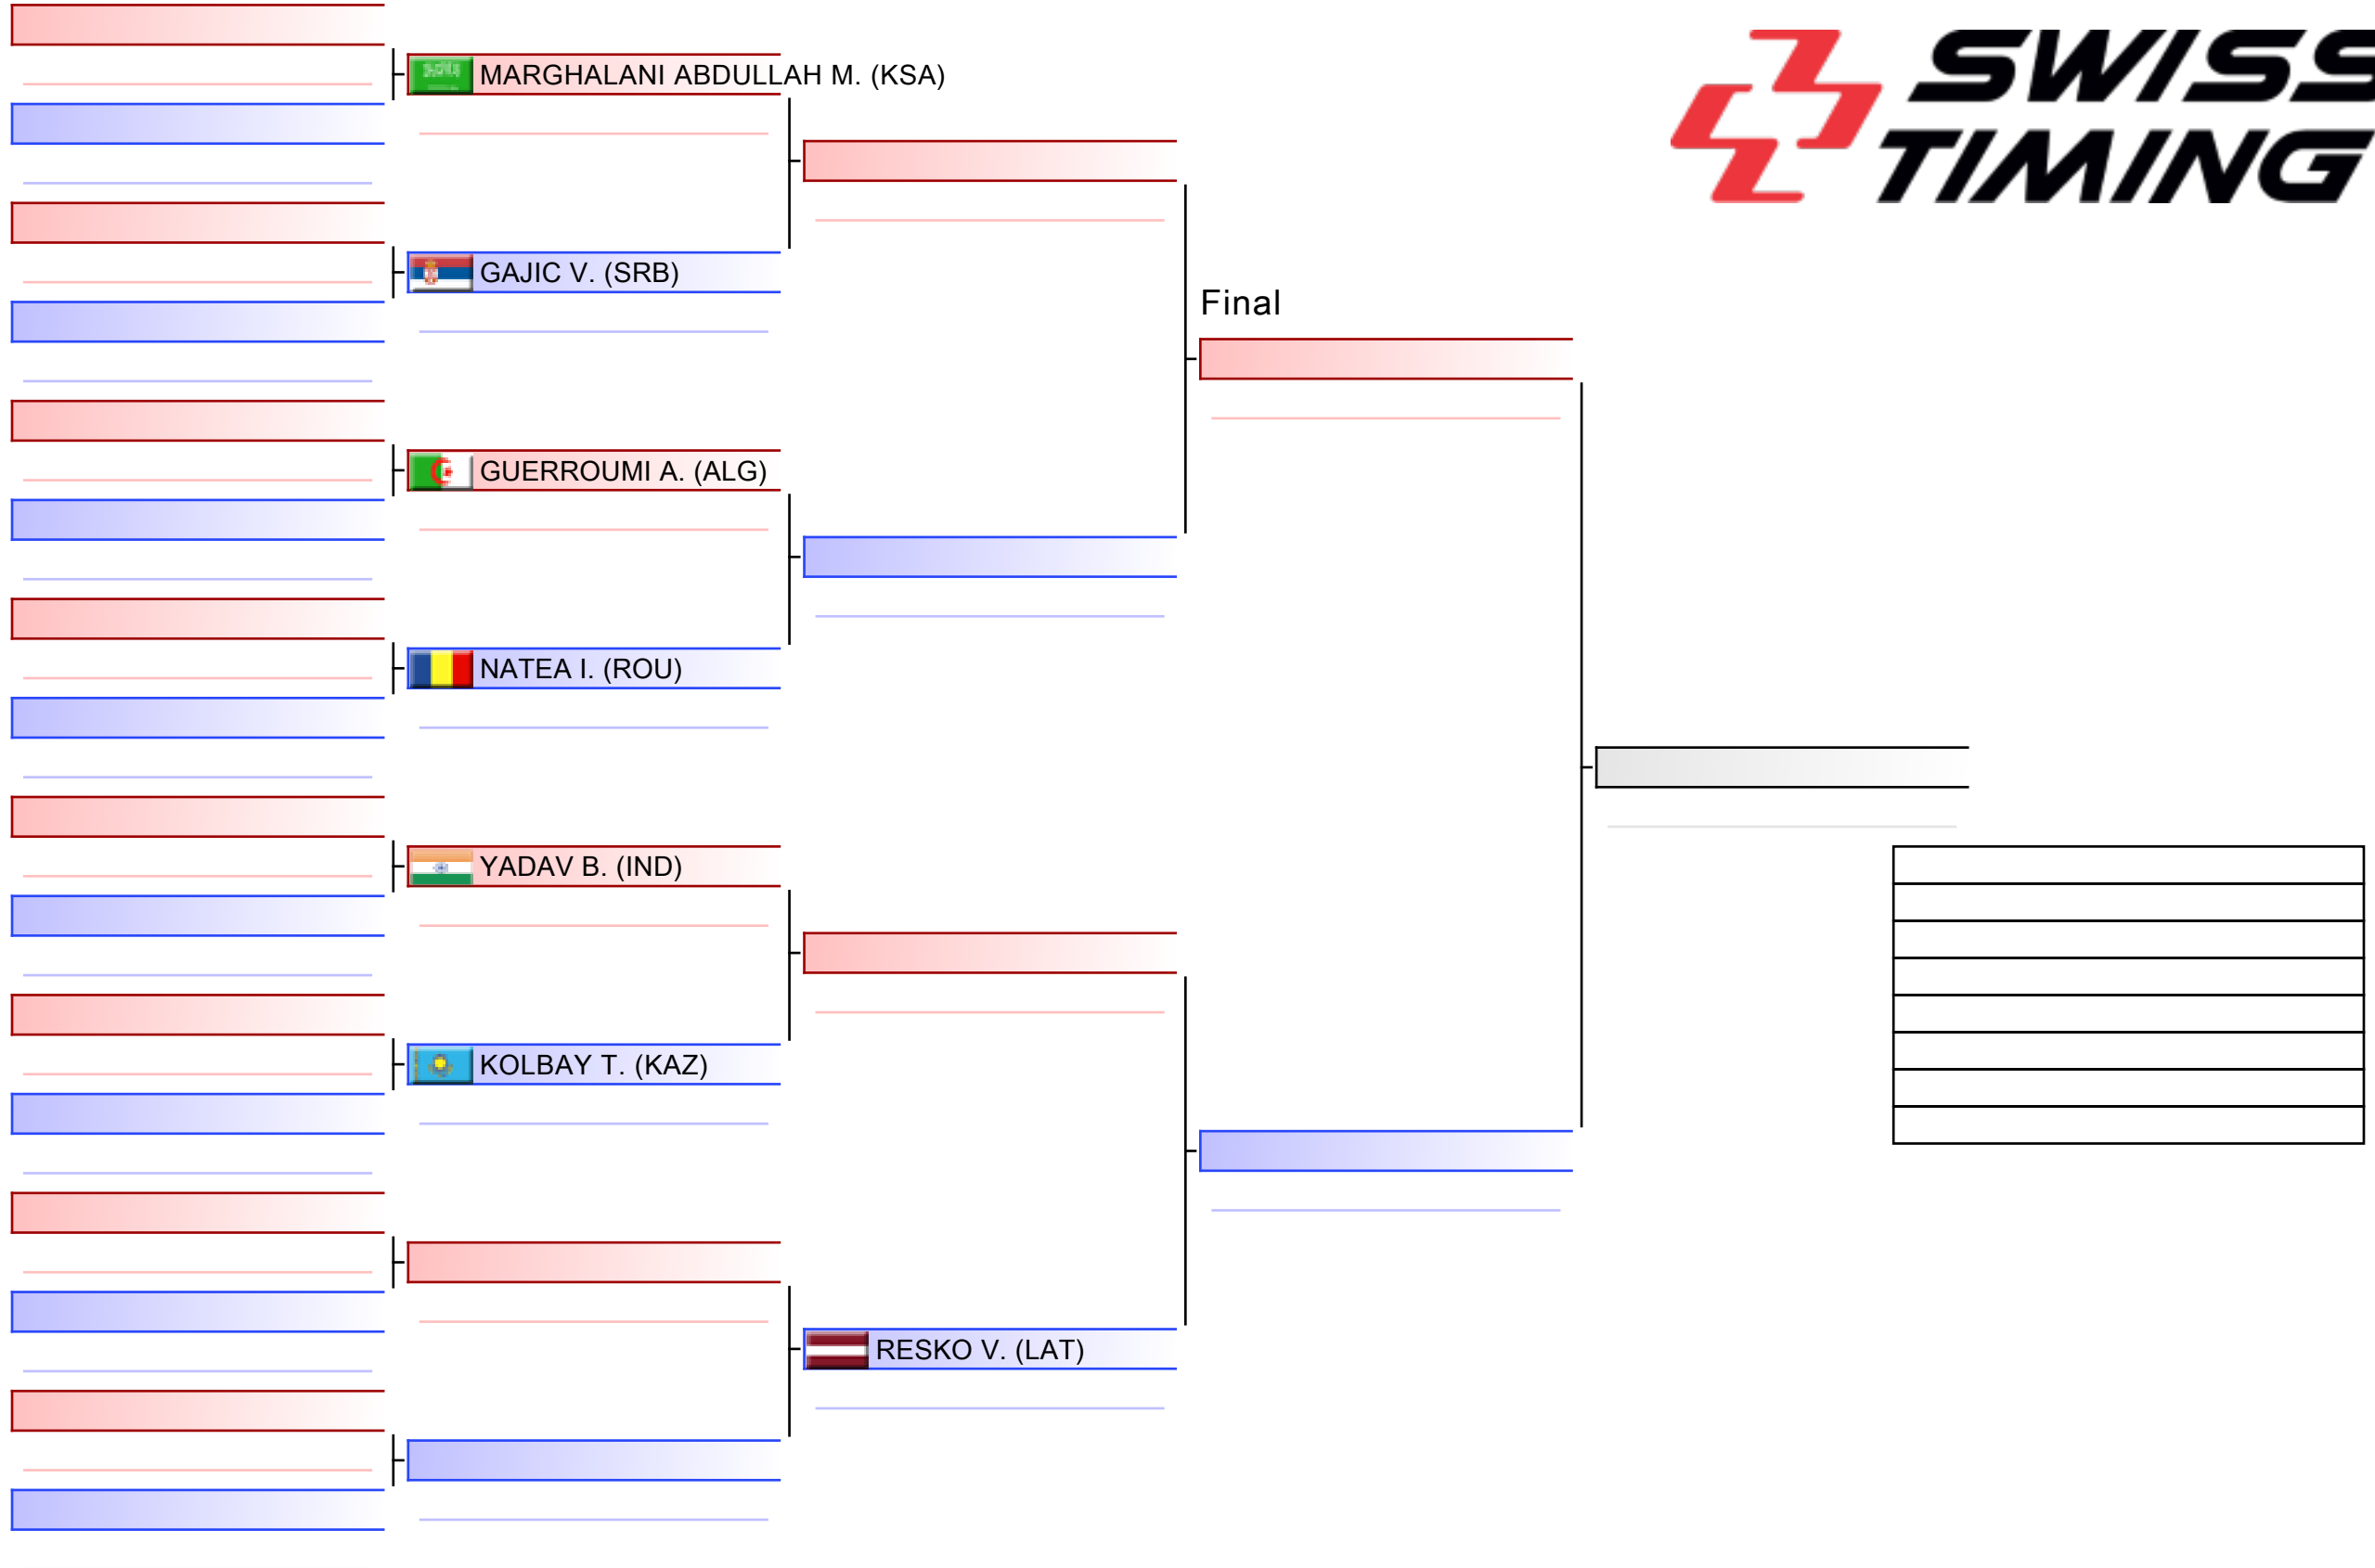 SWISS
TIMING
MARGHALANI ABDULLAH M. (KSA)
GAJIC V. (SRB)
Final
GUERROUMI A. (ALG)
NATEA I. (ROU)
YADAV B. (IND)
KOLBAY T. (KAZ)
RESKO V. (LAT)